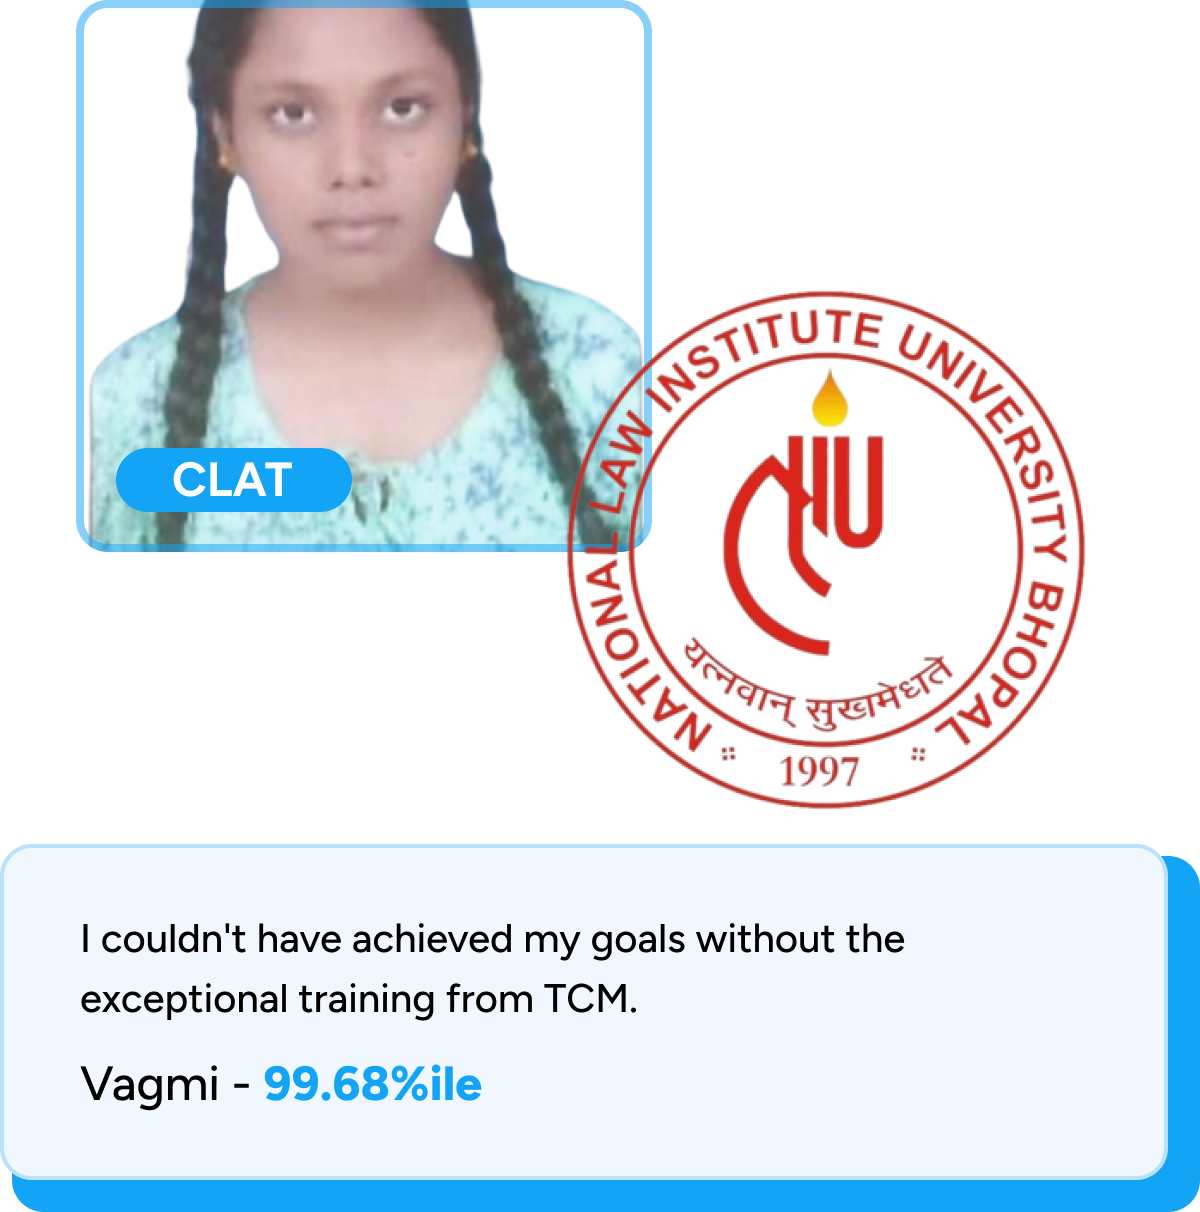 CLAT
NATIONAL LAW INSTITUTE UNIVERSITY BHOPAL
यत्नवान् सुखमेधते
1997
I couldn't have achieved my goals without the
exceptional training from TCM.
Vagmi - 99.68%ile